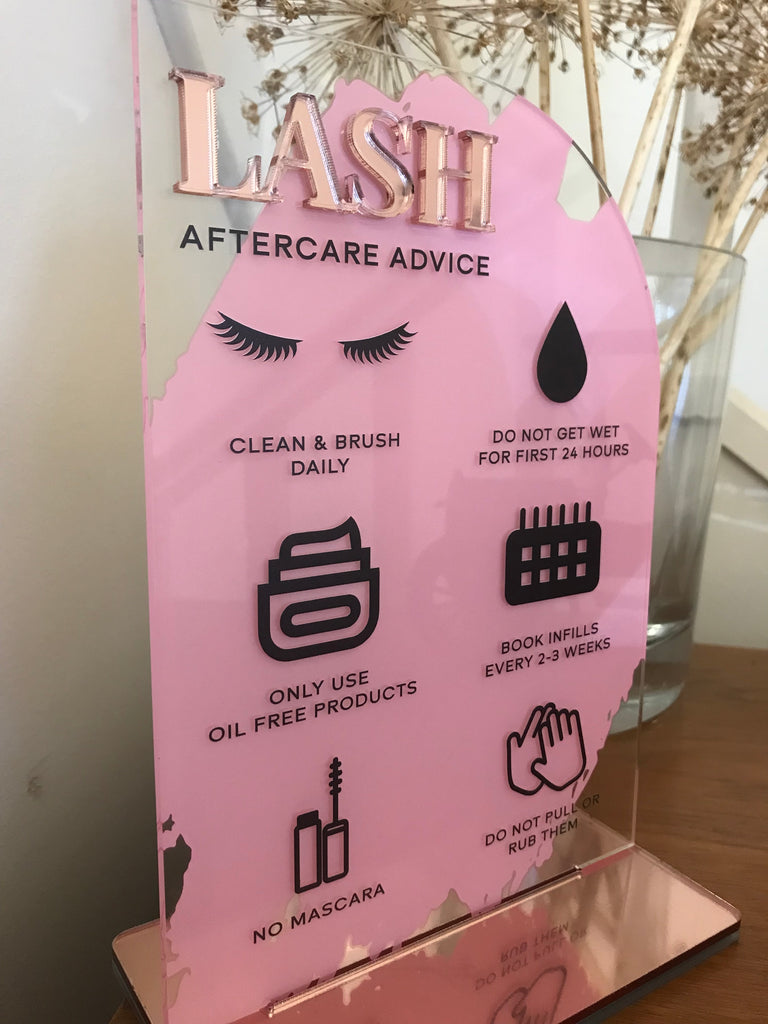 LASH
AFTERCARE ADVICE
CLEAN & BRUSH
DAILY
DO NOT GET WET
FOR FIRST 24 HOURS
ONLY USE
OIL FREE PRODUCTS
BOOK INFILLS
EVERY 2-3 WEEKS
NO MASCARA
DO NOT PULL OR
RUB THEM